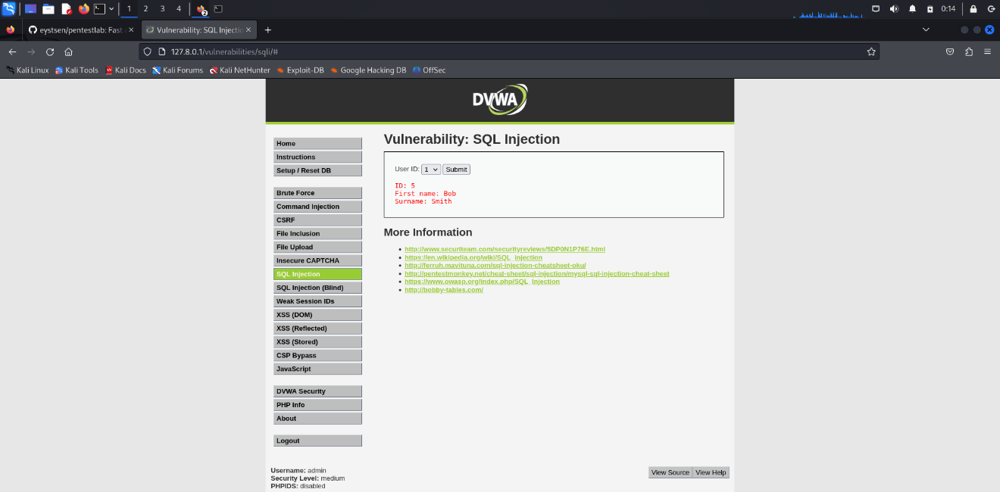 1 2 3 4 2 0:14
eystsen/pentestlab: Fast
Vulnerability: SQL Injectio
127.8.0.1/vulnerabilities/sqli/#
Kali Linux Kali Tools Kali Docs Kali Forums Kali NetHunter Exploit-DB Google Hacking DB OffSec
DVWA
Home
Instructions
Setup / Reset DB
Brute Force
Command Injection
CSRF
File Inclusion
File Upload
Insecure CAPTCHA
SQL Injection
SQL Injection (Blind)
Weak Session IDs
XSS (DOM)
XSS (Reflected)
XSS (Stored)
CSP Bypass
JavaScript
DVWA Security
PHP Info
About
Logout
Vulnerability: SQL Injection
User ID: 1 Submit
ID: 5
First name: Bob
Surname: Smith
More Information
http://www.securiteam.com/securityreviews/5DP0N1P76E.html
https://en.wikipedia.org/wiki/SQL_injection
http://ferruh.mavituna.com/sql-injection-cheatsheet-oku/
http://pentestmonkey.net/cheat-sheet/sql-injection/mysql-sql-injection-cheat-sheet
https://www.owasp.org/index.php/SQL_Injection
http://bobby-tables.com/
Username: admin
Security Level: medium
PHPIDS: disabled
View Source View Help